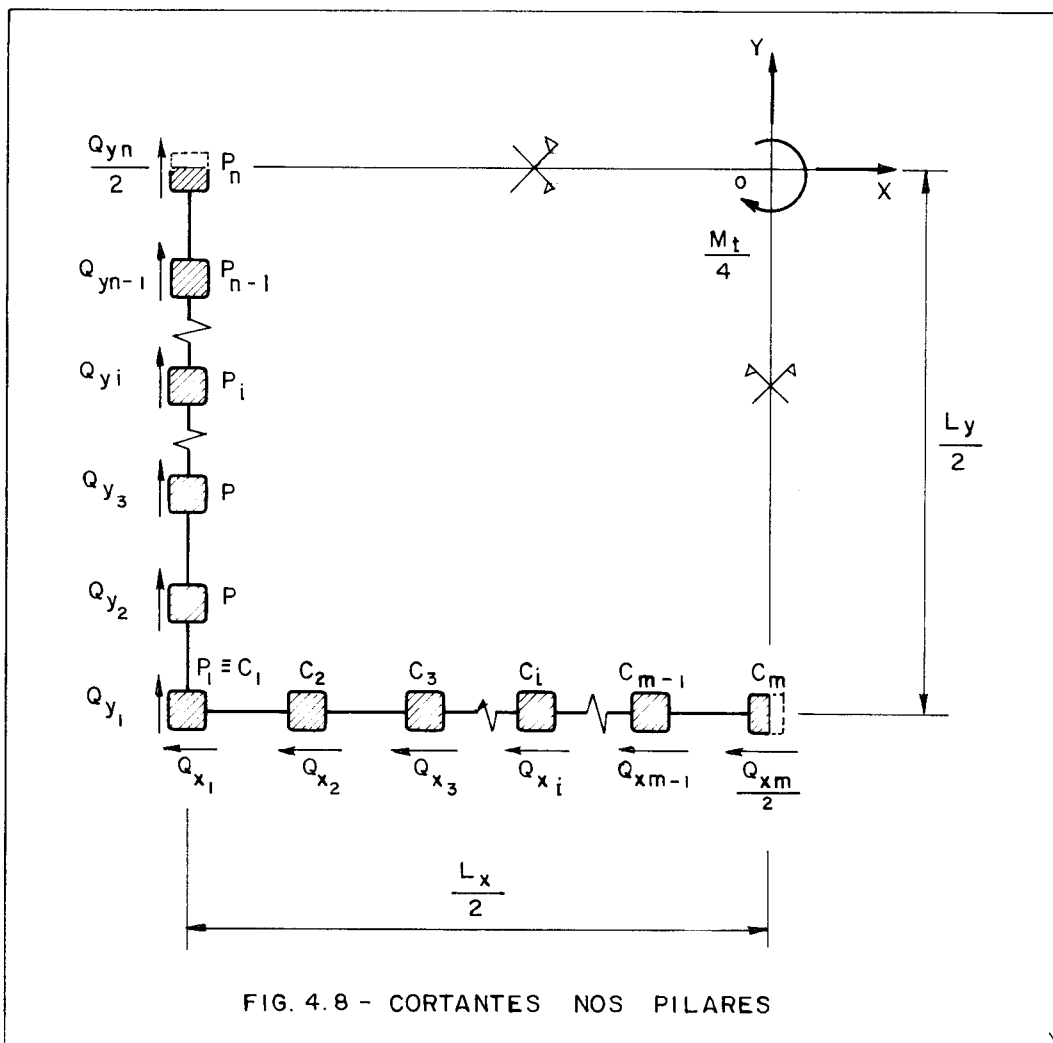 Y
Qyn/2
Pn
o
X
Mt/4
Qyn-1
Pn-1
Qyi
Pi
Ly/2
Qy3
P
Qy2
P
P1 ≡ C1
C2
C3
Ci
Cm-1
Cm
Qy1
Qx1
Qx2
Qx3
Qxi
Qxm-1
Qxm/2
Lx/2
FIG. 4.8 - CORTANTES NOS PILARES